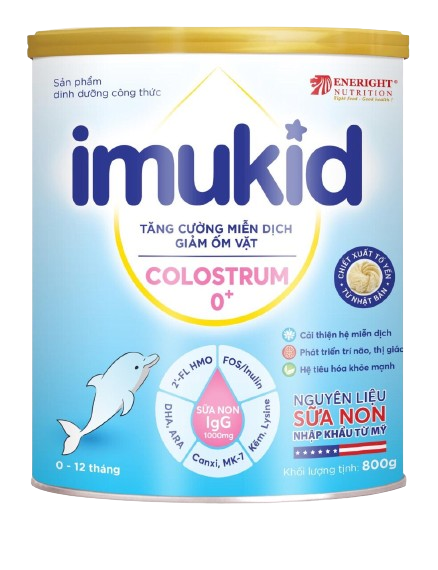 Sản phẩm
dinh dưỡng công thức
ENERIGHT®
NUTRITION
imukid
TĂNG CƯỜNG MIỄN DỊCH
GIẢM ỐM VẶT
COLOSTRUM
0+
CHIẾT XUẤT TỔ YẾN
TỪ NHẬT BẢN
Cải thiện hệ miễn dịch
Phát triển trí não, thị giác
Hệ tiêu hóa khỏe mạnh
2'-FL HMO
FOS/Inulin
DHA, ARA
Kẽm, Lysine
Canxi, MK-7
SỮA NON
IgG
1000mg
NGUYÊN LIỆU
SỮA NON
NHẬP KHẨU TỪ MỸ
0 - 12 tháng
Khối lượng tịnh: 800g